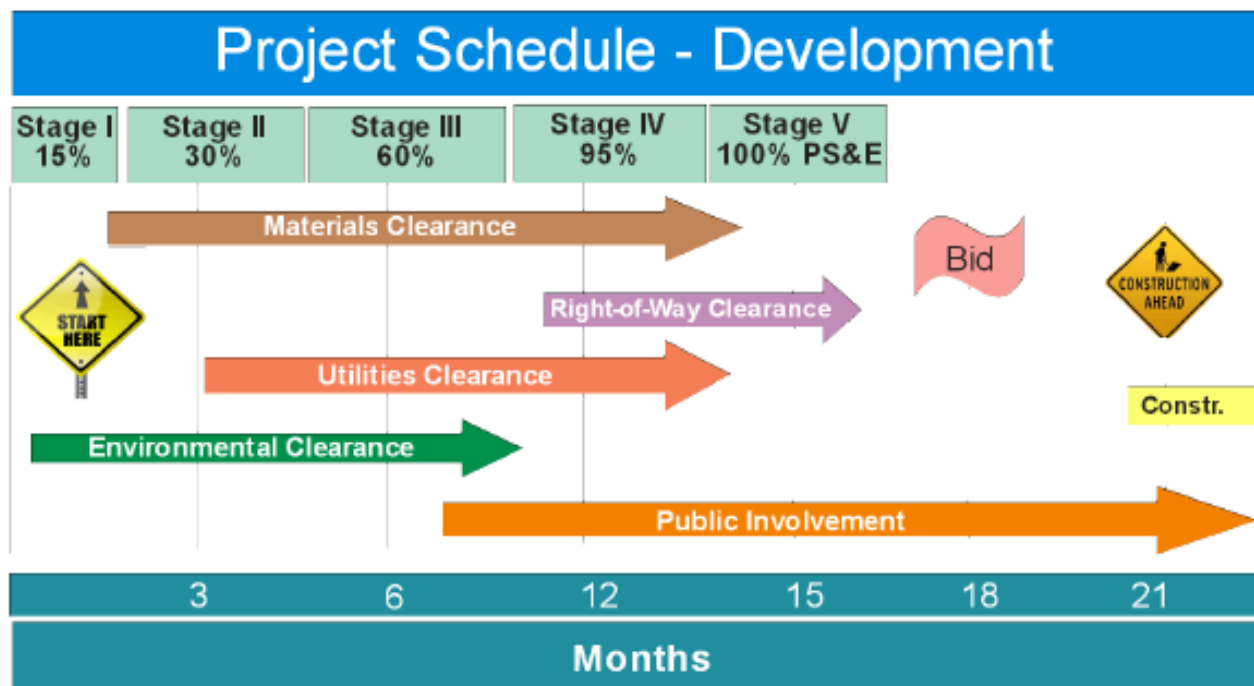 Project Schedule - Development
Stage I
15%
Stage II
30%
Stage III
60%
Stage IV
95%
Stage V
100% PS&E
Materials Clearance
Bid
START
HERE
Right-of-Way Clearance
CONSTRUCTION
AHEAD
Utilities Clearance
Constr.
Environmental Clearance
Public Involvement
3 6 12 15 18 21
Months